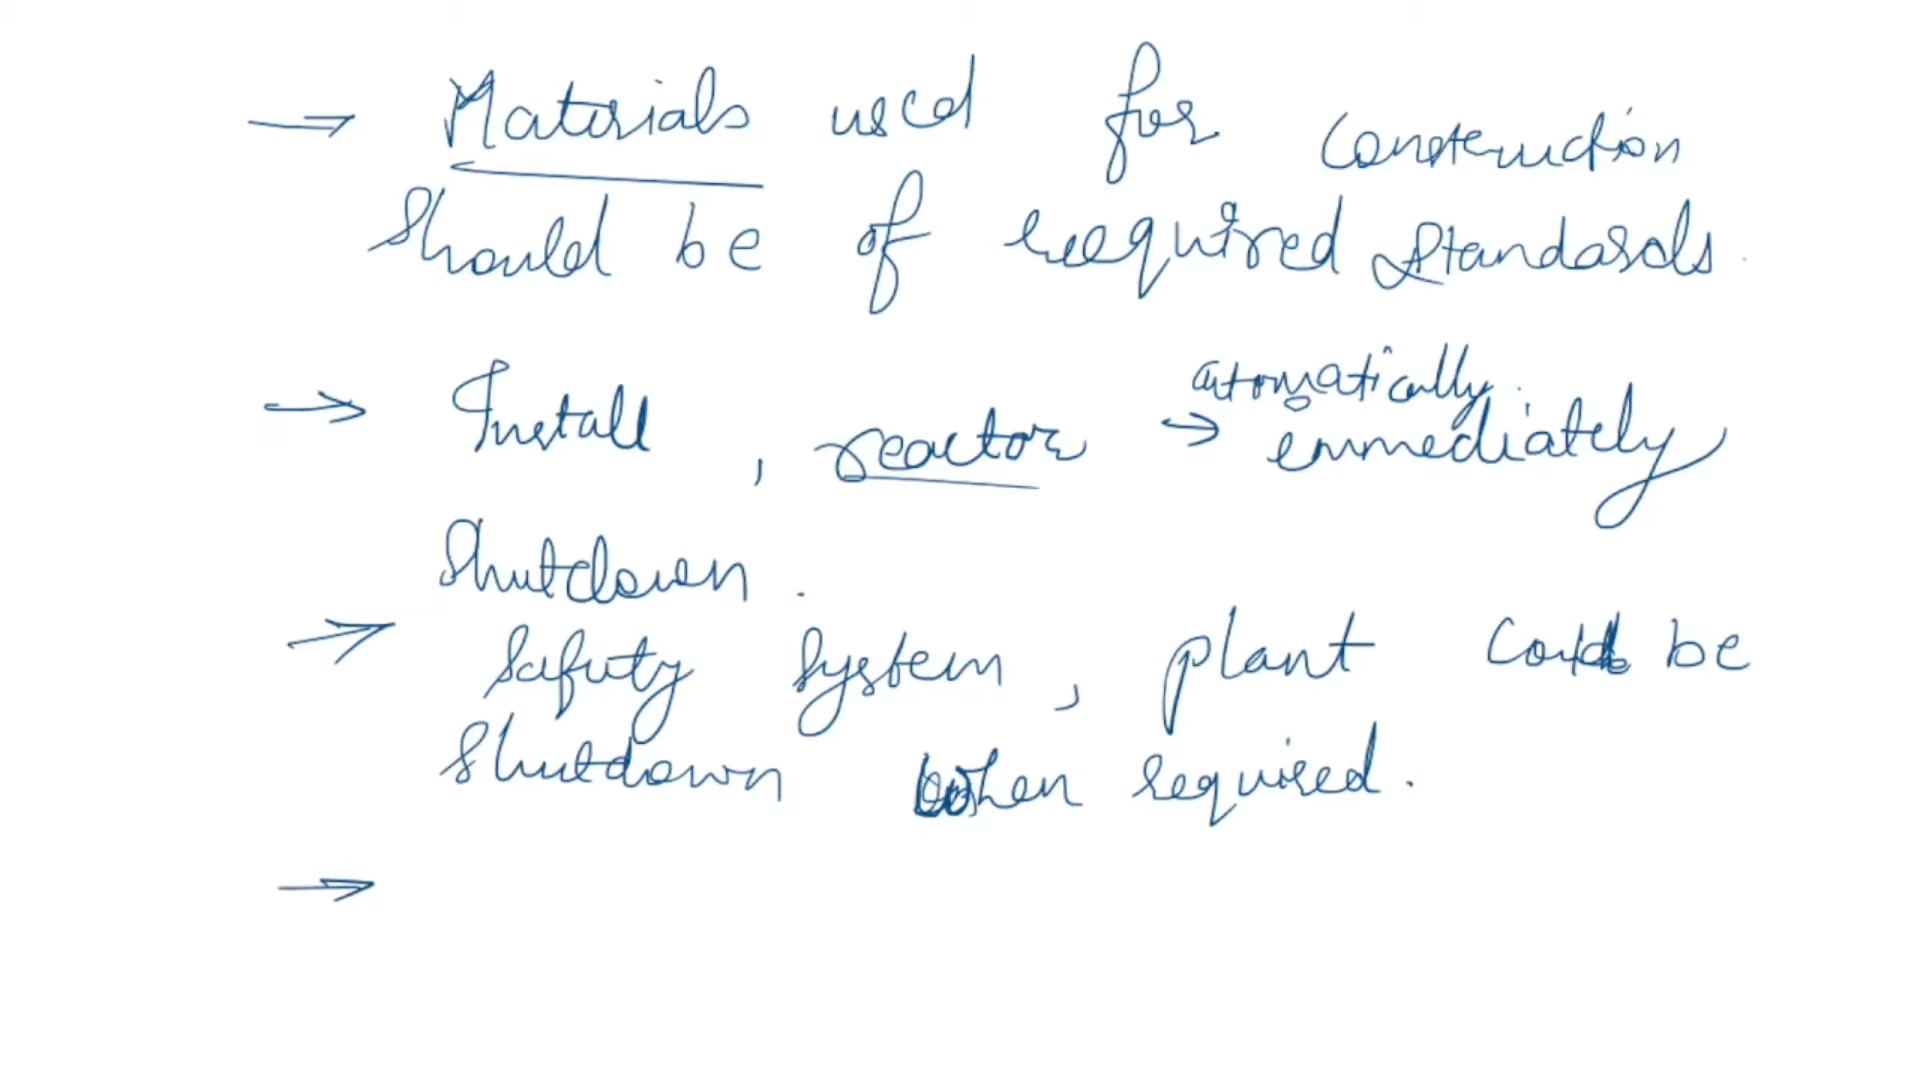 → Materials used for construction
should be of required standards.
automatically
→ Install, reactor → immediately
Shutdown.
→ Safety System, plant could be
Shutdown when required.
→